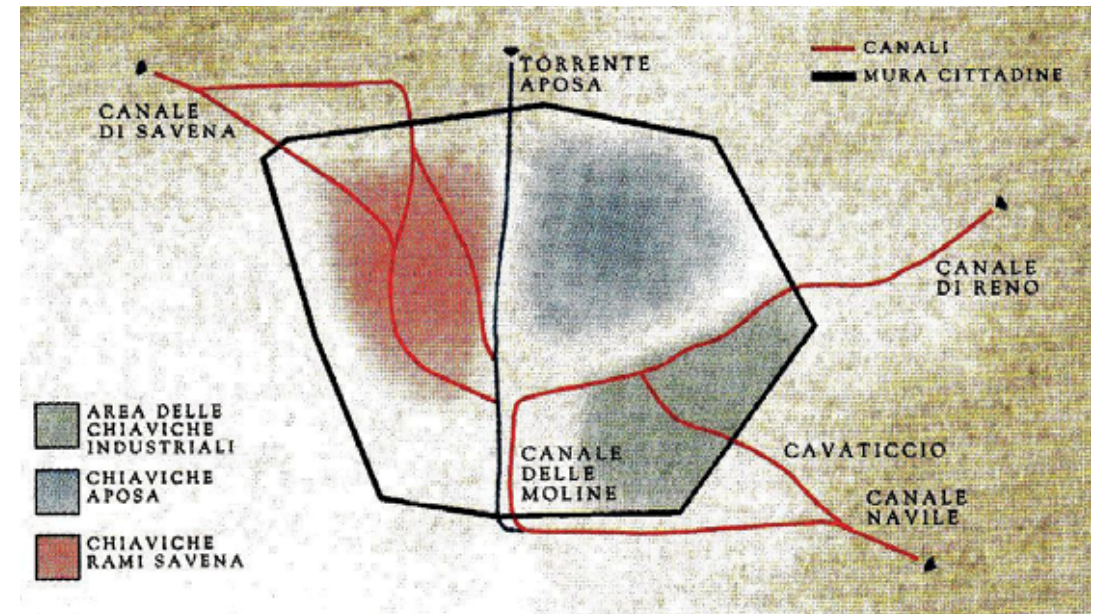 TORRENTE
APOSA
CANALI
MURA CITTADINE
CANALE
DI SAVENA
CANALE
DI RENO
AREA DELLE
CHIAVICHE
INDUSTRIALI
CHIAVICHE
APOSA
CHIAVICHE
RAMI SAVENA
CANALE
DELLE
MOLINE
CAVATICCIO
CANALE
NAVILE